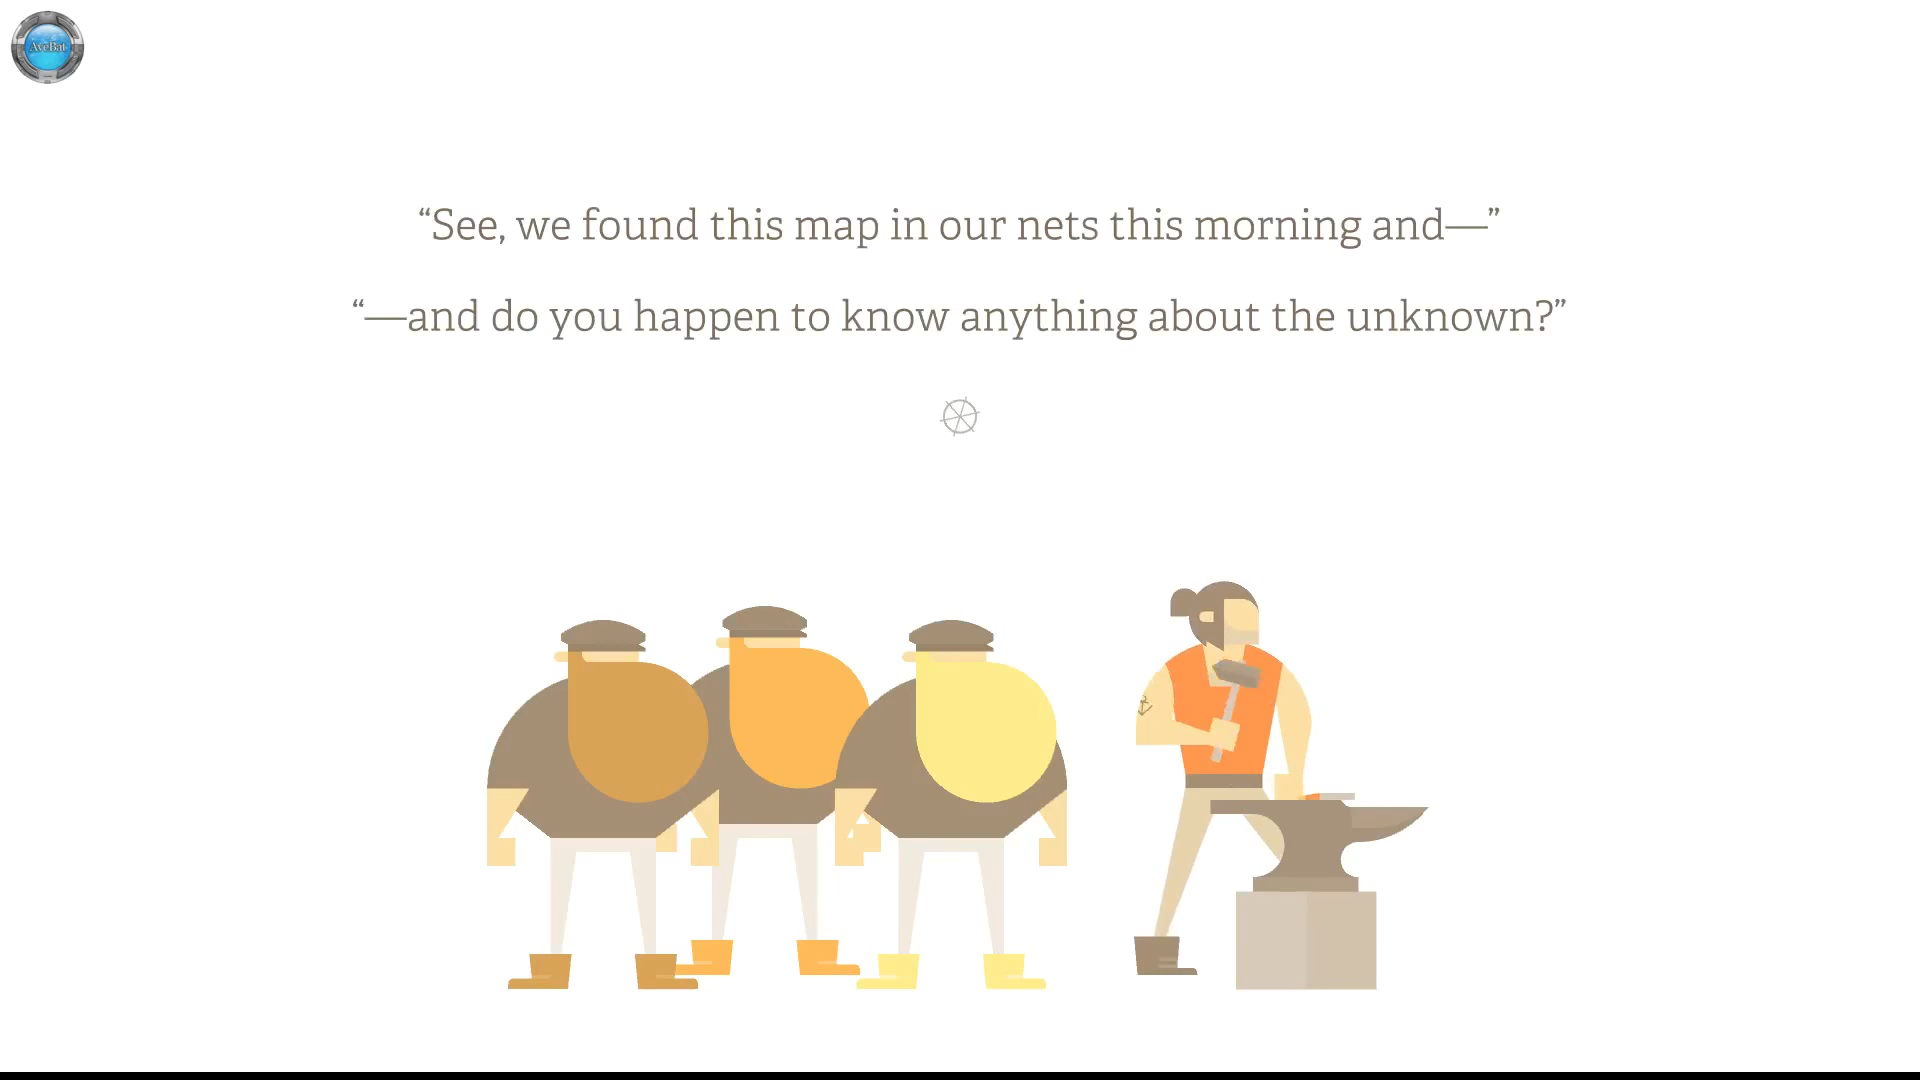 AveBat
“See, we found this map in our nets this morning and—”
“—and do you happen to know anything about the unknown?”